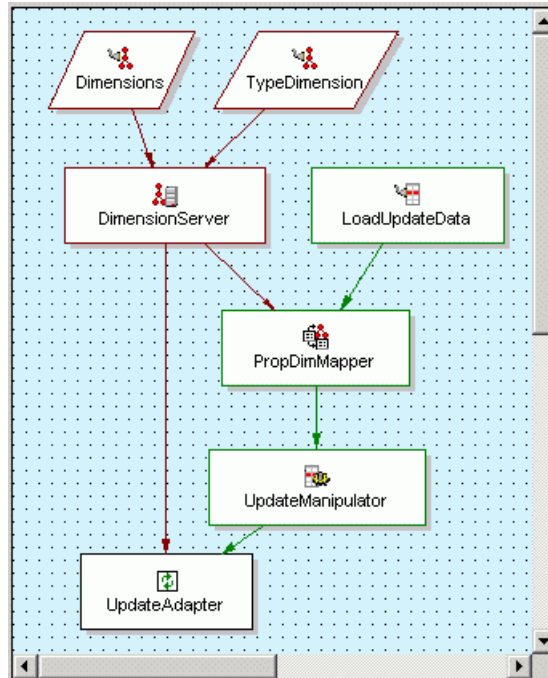 Dimensions
TypeDimension
DimensionServer
LoadUpdateData
PropDimMapper
UpdateManipulator
UpdateAdapter